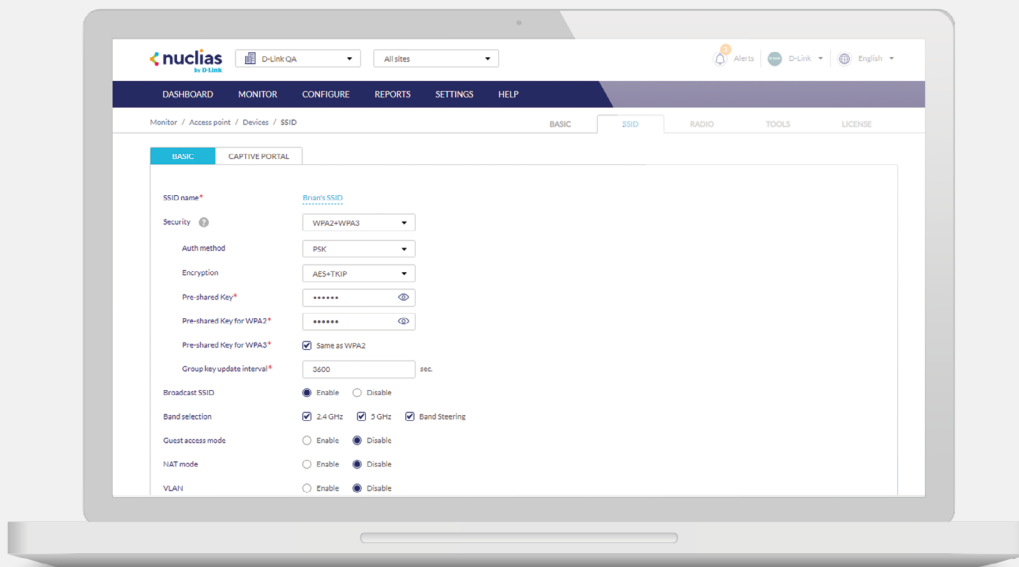 nuclias
by D-Link
D-Link QA
All sites
Alerts
D-Link
English
DASHBOARD MONITOR CONFIGURE REPORTS SETTINGS HELP
Monitor / Access point / Devices / SSID
BASIC SSID RADIO TOOLS LICENSE
BASIC CAPTIVE PORTAL
SSID name* Brian's SSID
Security ? WPA2+WPA3
Auth method PSK
Encryption AES+TKIP
Pre-shared Key* ••••••
Pre-shared Key for WPA2* ••••••
Pre-shared Key for WPA3* Same as WPA2
Group key update interval* 3600 sec.
Broadcast SSID Enable Disable
Band selection 2.4 GHz 5 GHz Band Steering
Guest access mode Enable Disable
NAT mode Enable Disable
VLAN Enable Disable